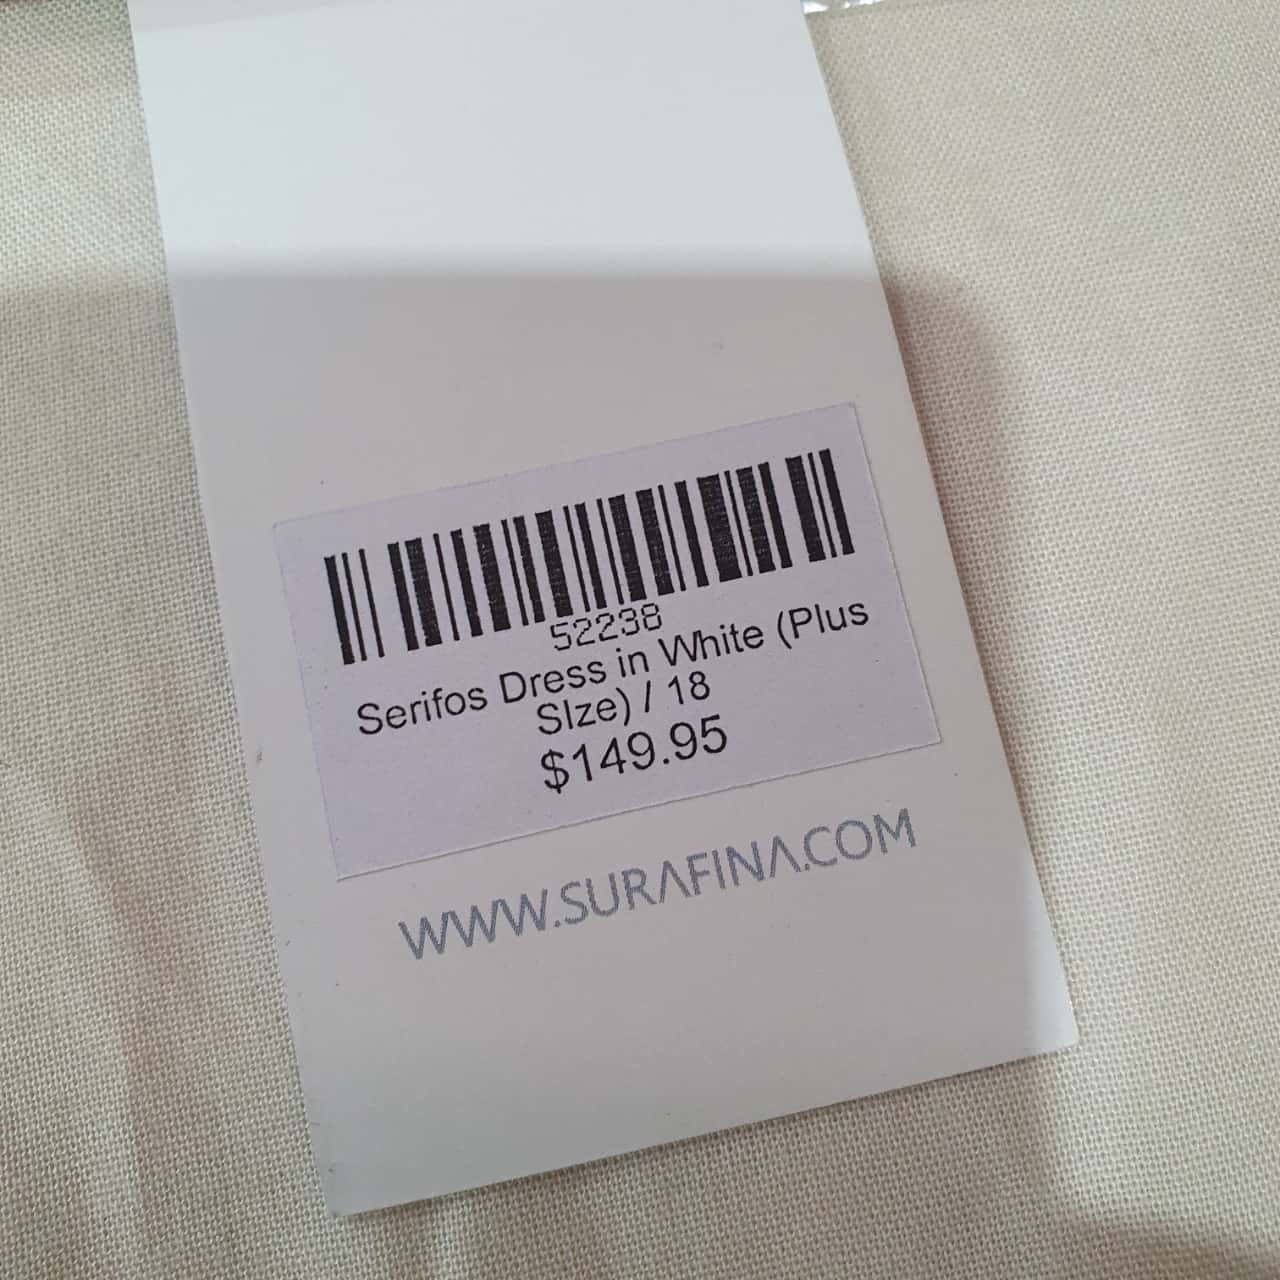 52238
Serifos Dress in White (Plus
SIze) / 18
$149.95
WWW.SURAFINA.COM